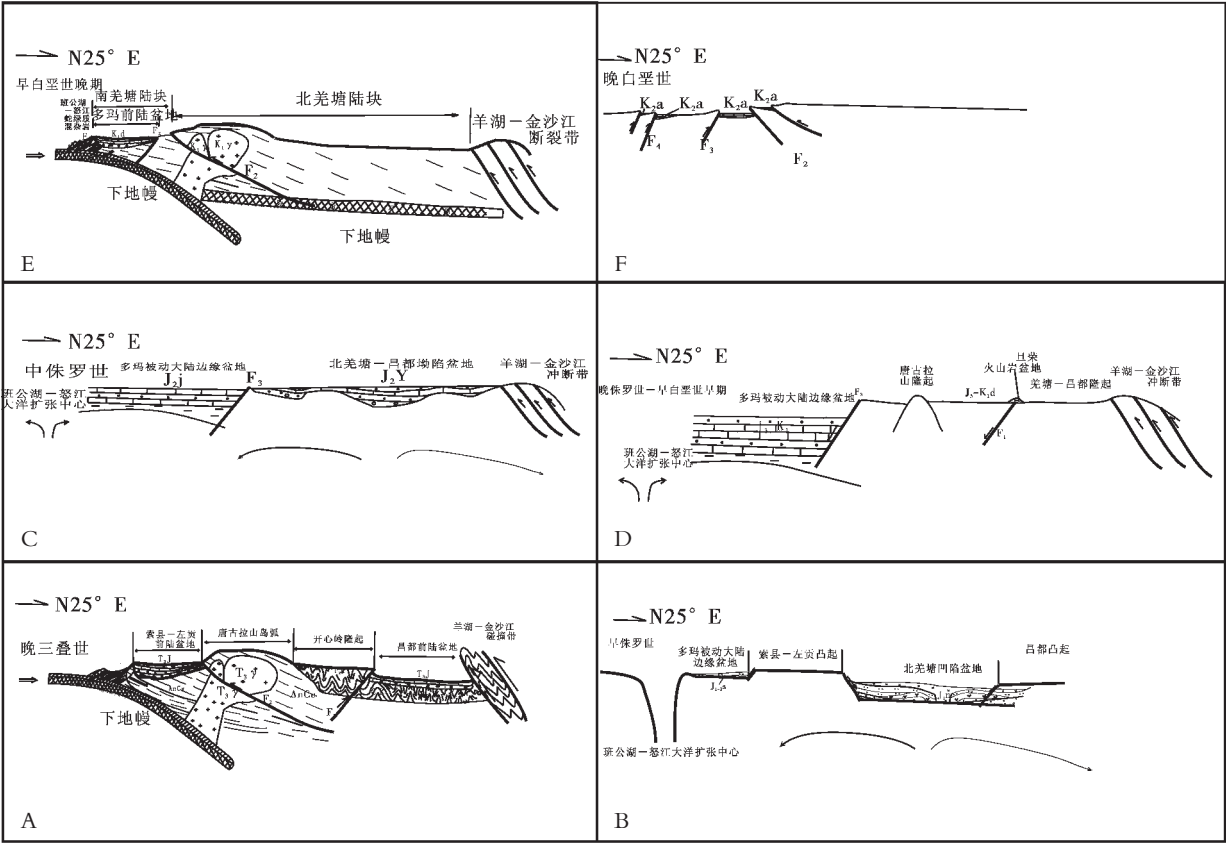 N25° E
早白垩世晚期
南羌塘陆块
北羌塘陆块
班公湖
一怒江
蛇绿质
混杂岩
多玛前陆盆地
羊湖－金沙江
断裂带
K₁d
K₁γ
F₂
下地幔
下地幔
E
N25° E
晚白垩世
K₂a
K₂a
K₂a
K₂a
F₄
F₃
F₂
F
N25° E
中侏罗世
多玛被动大陆边缘盆地
北羌塘－昌都坳陷盆地
羊湖－金沙江
冲断带
J₂j
F₃
J₂Y
班公湖－怒江
大洋扩张中心
C
N25° E
晚侏罗世－早白垩世早期
多玛被动大陆边缘盆地
F₃
唐古拉
山隆起
旦荣
火山岩盆地
羌塘－昌都隆起
羊湖－金沙江
冲断带
J₃-K₁d
F₁
班公湖－怒江
大洋扩张中心
D
N25° E
晚三叠世
索县－左贡
前陆盆地
唐古拉山岛弧
开心岭隆起
昌都前陆盆地
羊湖－金沙江
碰撞带
T₃J
T₃J
AnCu
T₃γ
T₃γ
AnCu
下地幔
A
N25° E
早侏罗世
多玛被动大陆
边缘盆地
索县－左贡凸起
北羌塘凹陷盆地
昌都凸起
班公湖－怒江大洋扩张中心
B